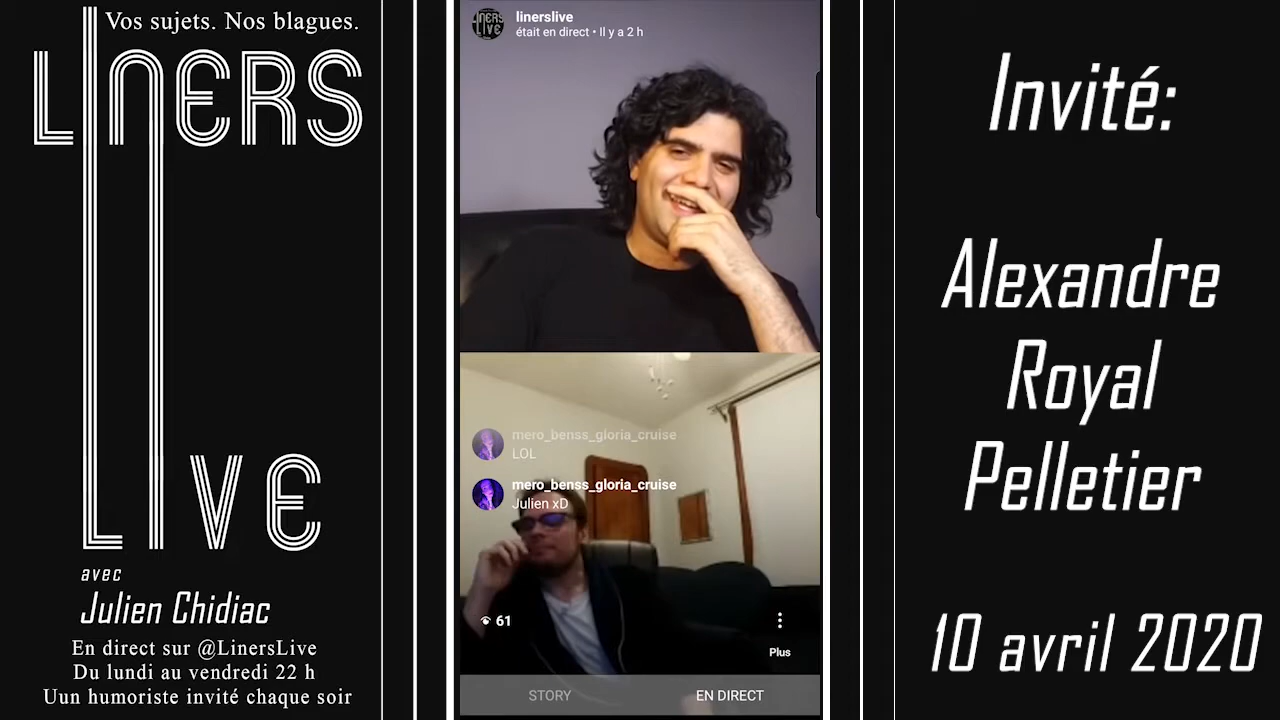 Vos sujets. Nos blagues.
LINERS
LIVE
avec
Julien Chidiac
En direct sur @LinersLive
Du lundi au vendredi 22 h
Uun humoriste invité chaque soir
LINERS
LIVE
linerslive
était en direct • Il y a 2 h
mero_benss_gloria_cruise
LOL
mero_benss_gloria_cruise
Julien xD
61
Plus
STORY
EN DIRECT
Invité:
Alexandre
Royal
Pelletier
10 avril 2020